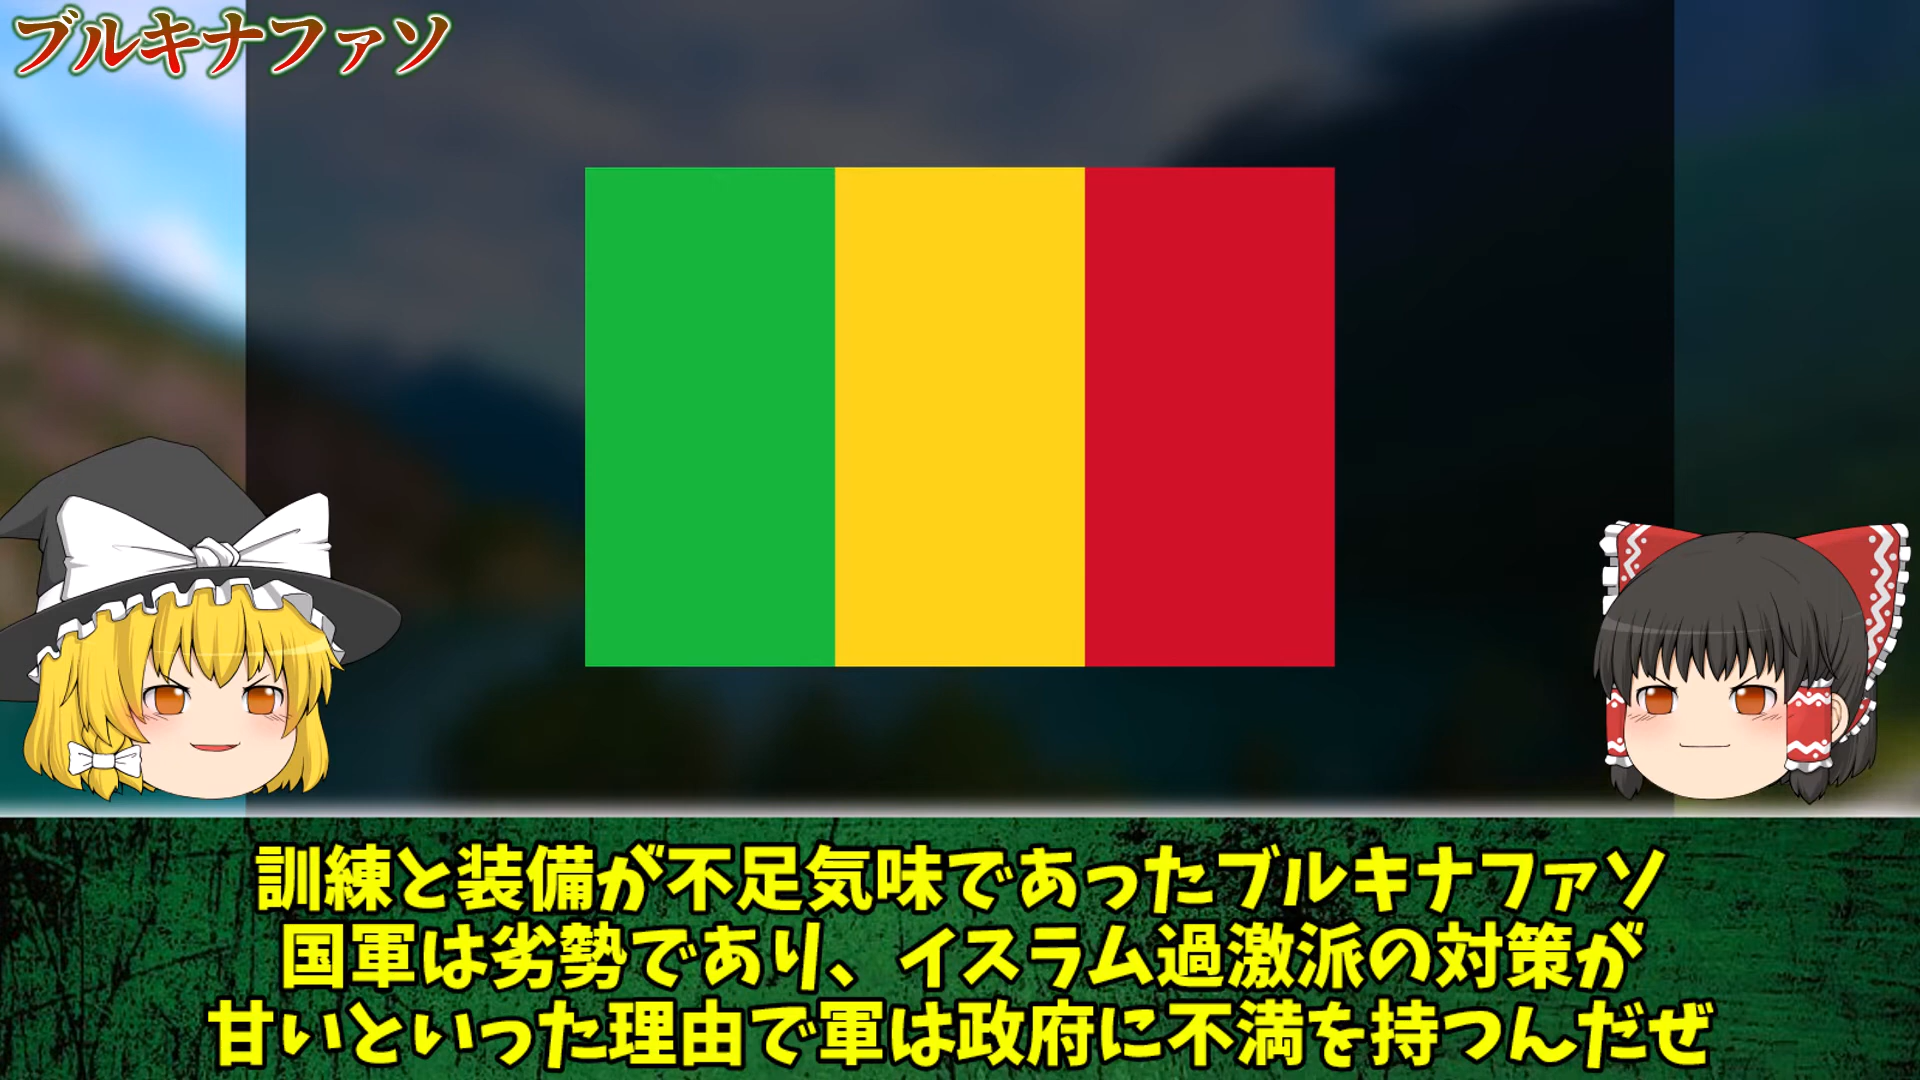 ブルキナファソ
訓練と装備が不足気味であったブルキナファソ
国軍は劣勢であり、イスラム過激派の対策が
甘いといった理由で軍は政府に不満を持つんだぜ